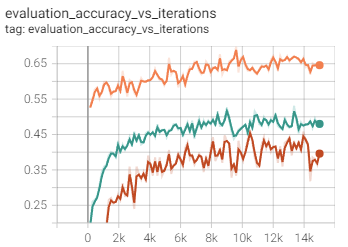 evaluation_accuracy_vs_iterations
tag: evaluation_accuracy_vs_iterations
0.65
0.55
0.45
0.35
0.25
0 2k 4k 6k 8k 10k 12k 14k